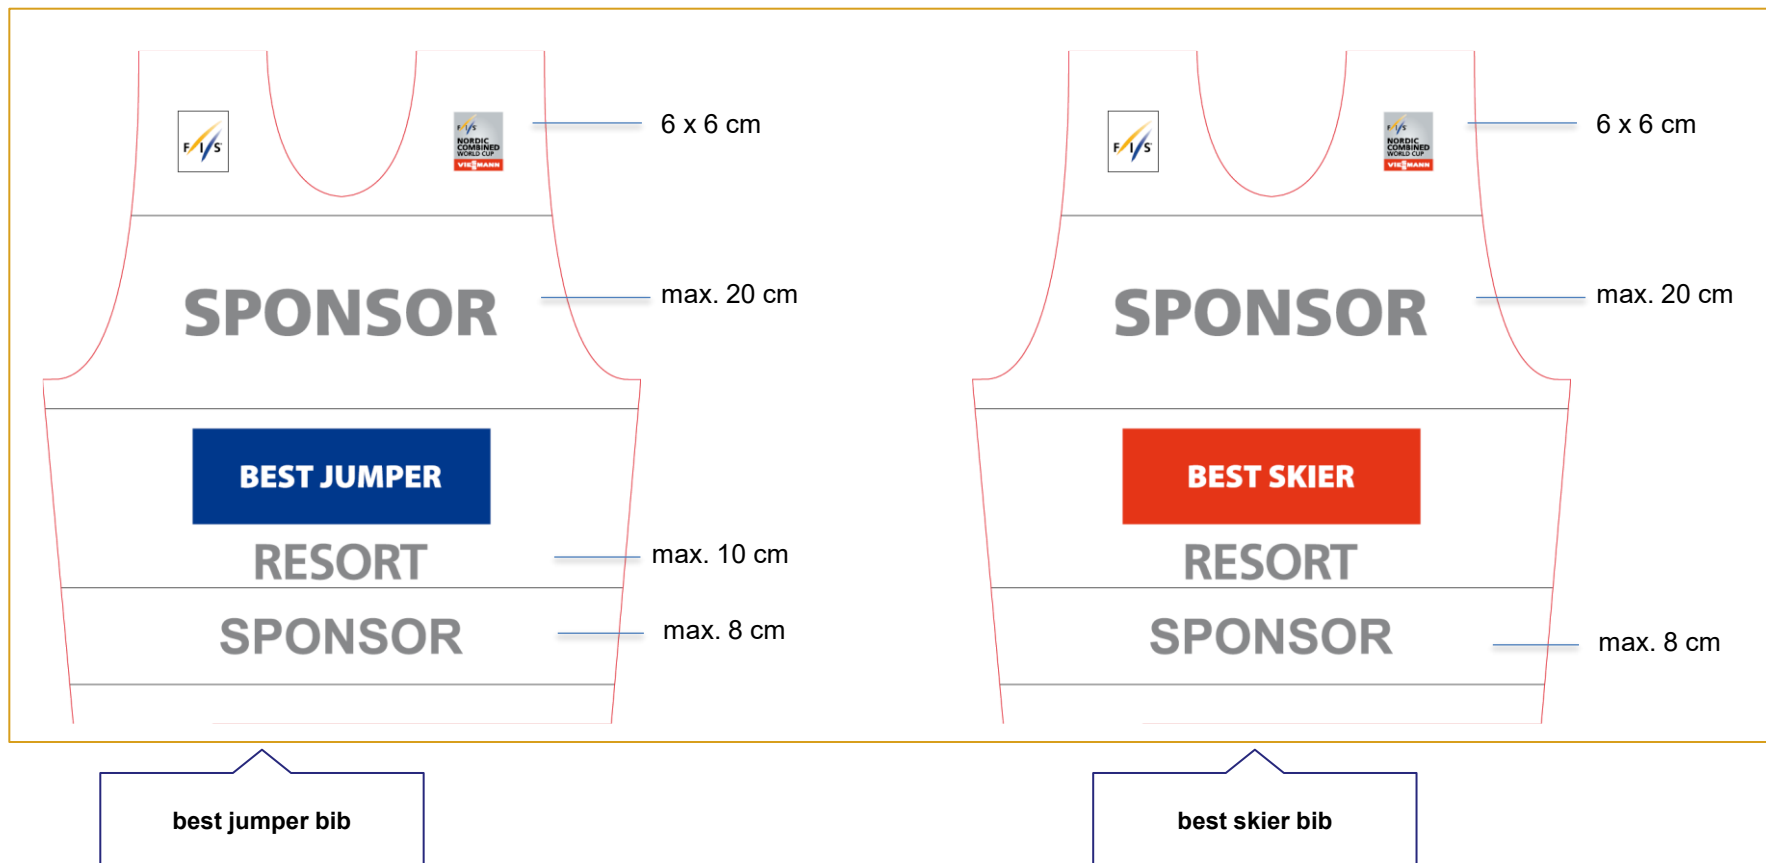 F/I/S
F/I/S
NORDIC
COMBINED
WORLD CUP
VIESSMANN
6 x 6 cm
SPONSOR
max. 20 cm
BEST JUMPER
RESORT
max. 10 cm
SPONSOR
max. 8 cm
best jumper bib
F/I/S
F/I/S
NORDIC
COMBINED
WORLD CUP
VIESSMANN
6 x 6 cm
SPONSOR
max. 20 cm
BEST SKIER
RESORT
SPONSOR
max. 8 cm
best skier bib